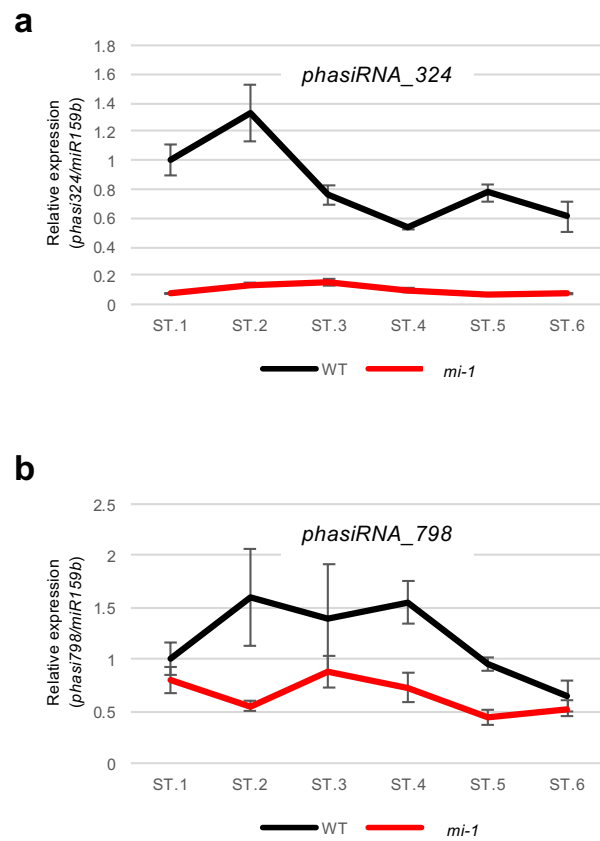 a
1.8
1.6
1.4
1.2
1
0.8
0.6
0.4
0.2
0
Relative expression
(phasi324/miR159b)
phasiRNA_324
ST.1 ST.2 ST.3 ST.4 ST.5 ST.6
WT mi-1
b
2.5
2
1.5
1
0.5
0
Relative expression
(phasi798/miR159b)
phasiRNA_798
ST.1 ST.2 ST.3 ST.4 ST.5 ST.6
WT mi-1